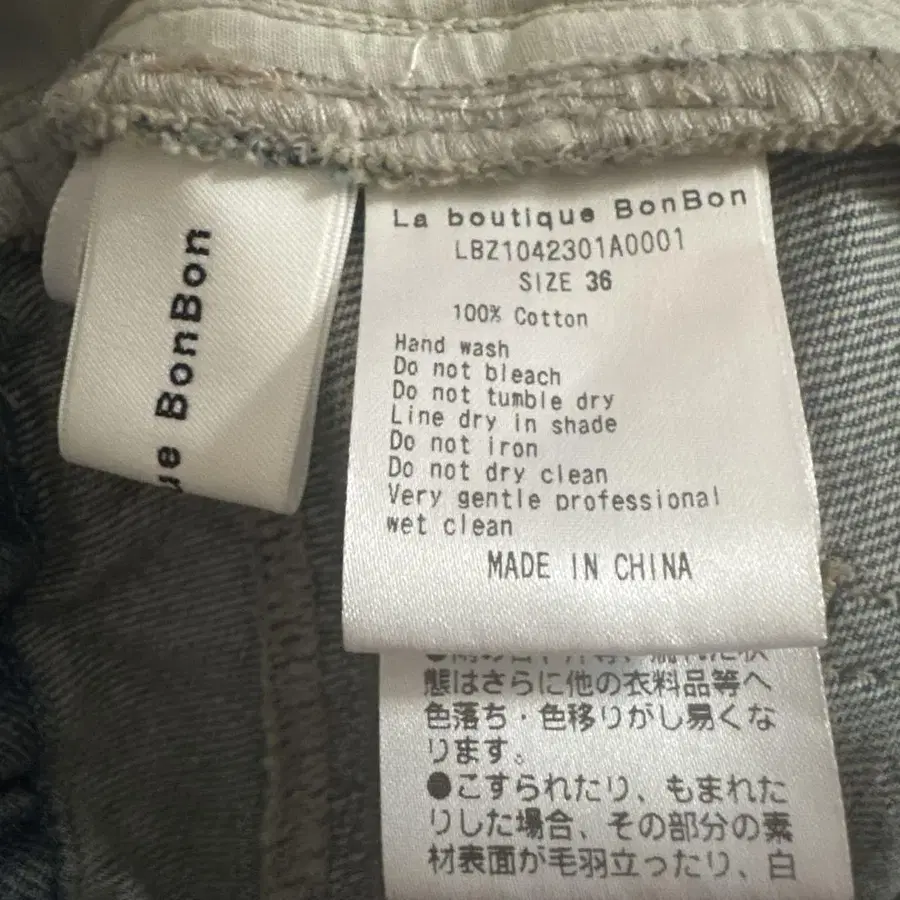 ue BonBon
La boutique BonBon
LBZ1042301A0001
SIZE 36
100% Cotton
Hand wash
Do not bleach
Do not tumble dry
Line dry in shade
Do not iron
Do not dry clean
Very gentle professional
wet clean
MADE IN CHINA
態はさらに他の衣料品等へ
色落ち・色移りがし易くな
ります。
●こすられたり、もまれた
りした場合、その部分の素
材表面が毛羽立ったり、白